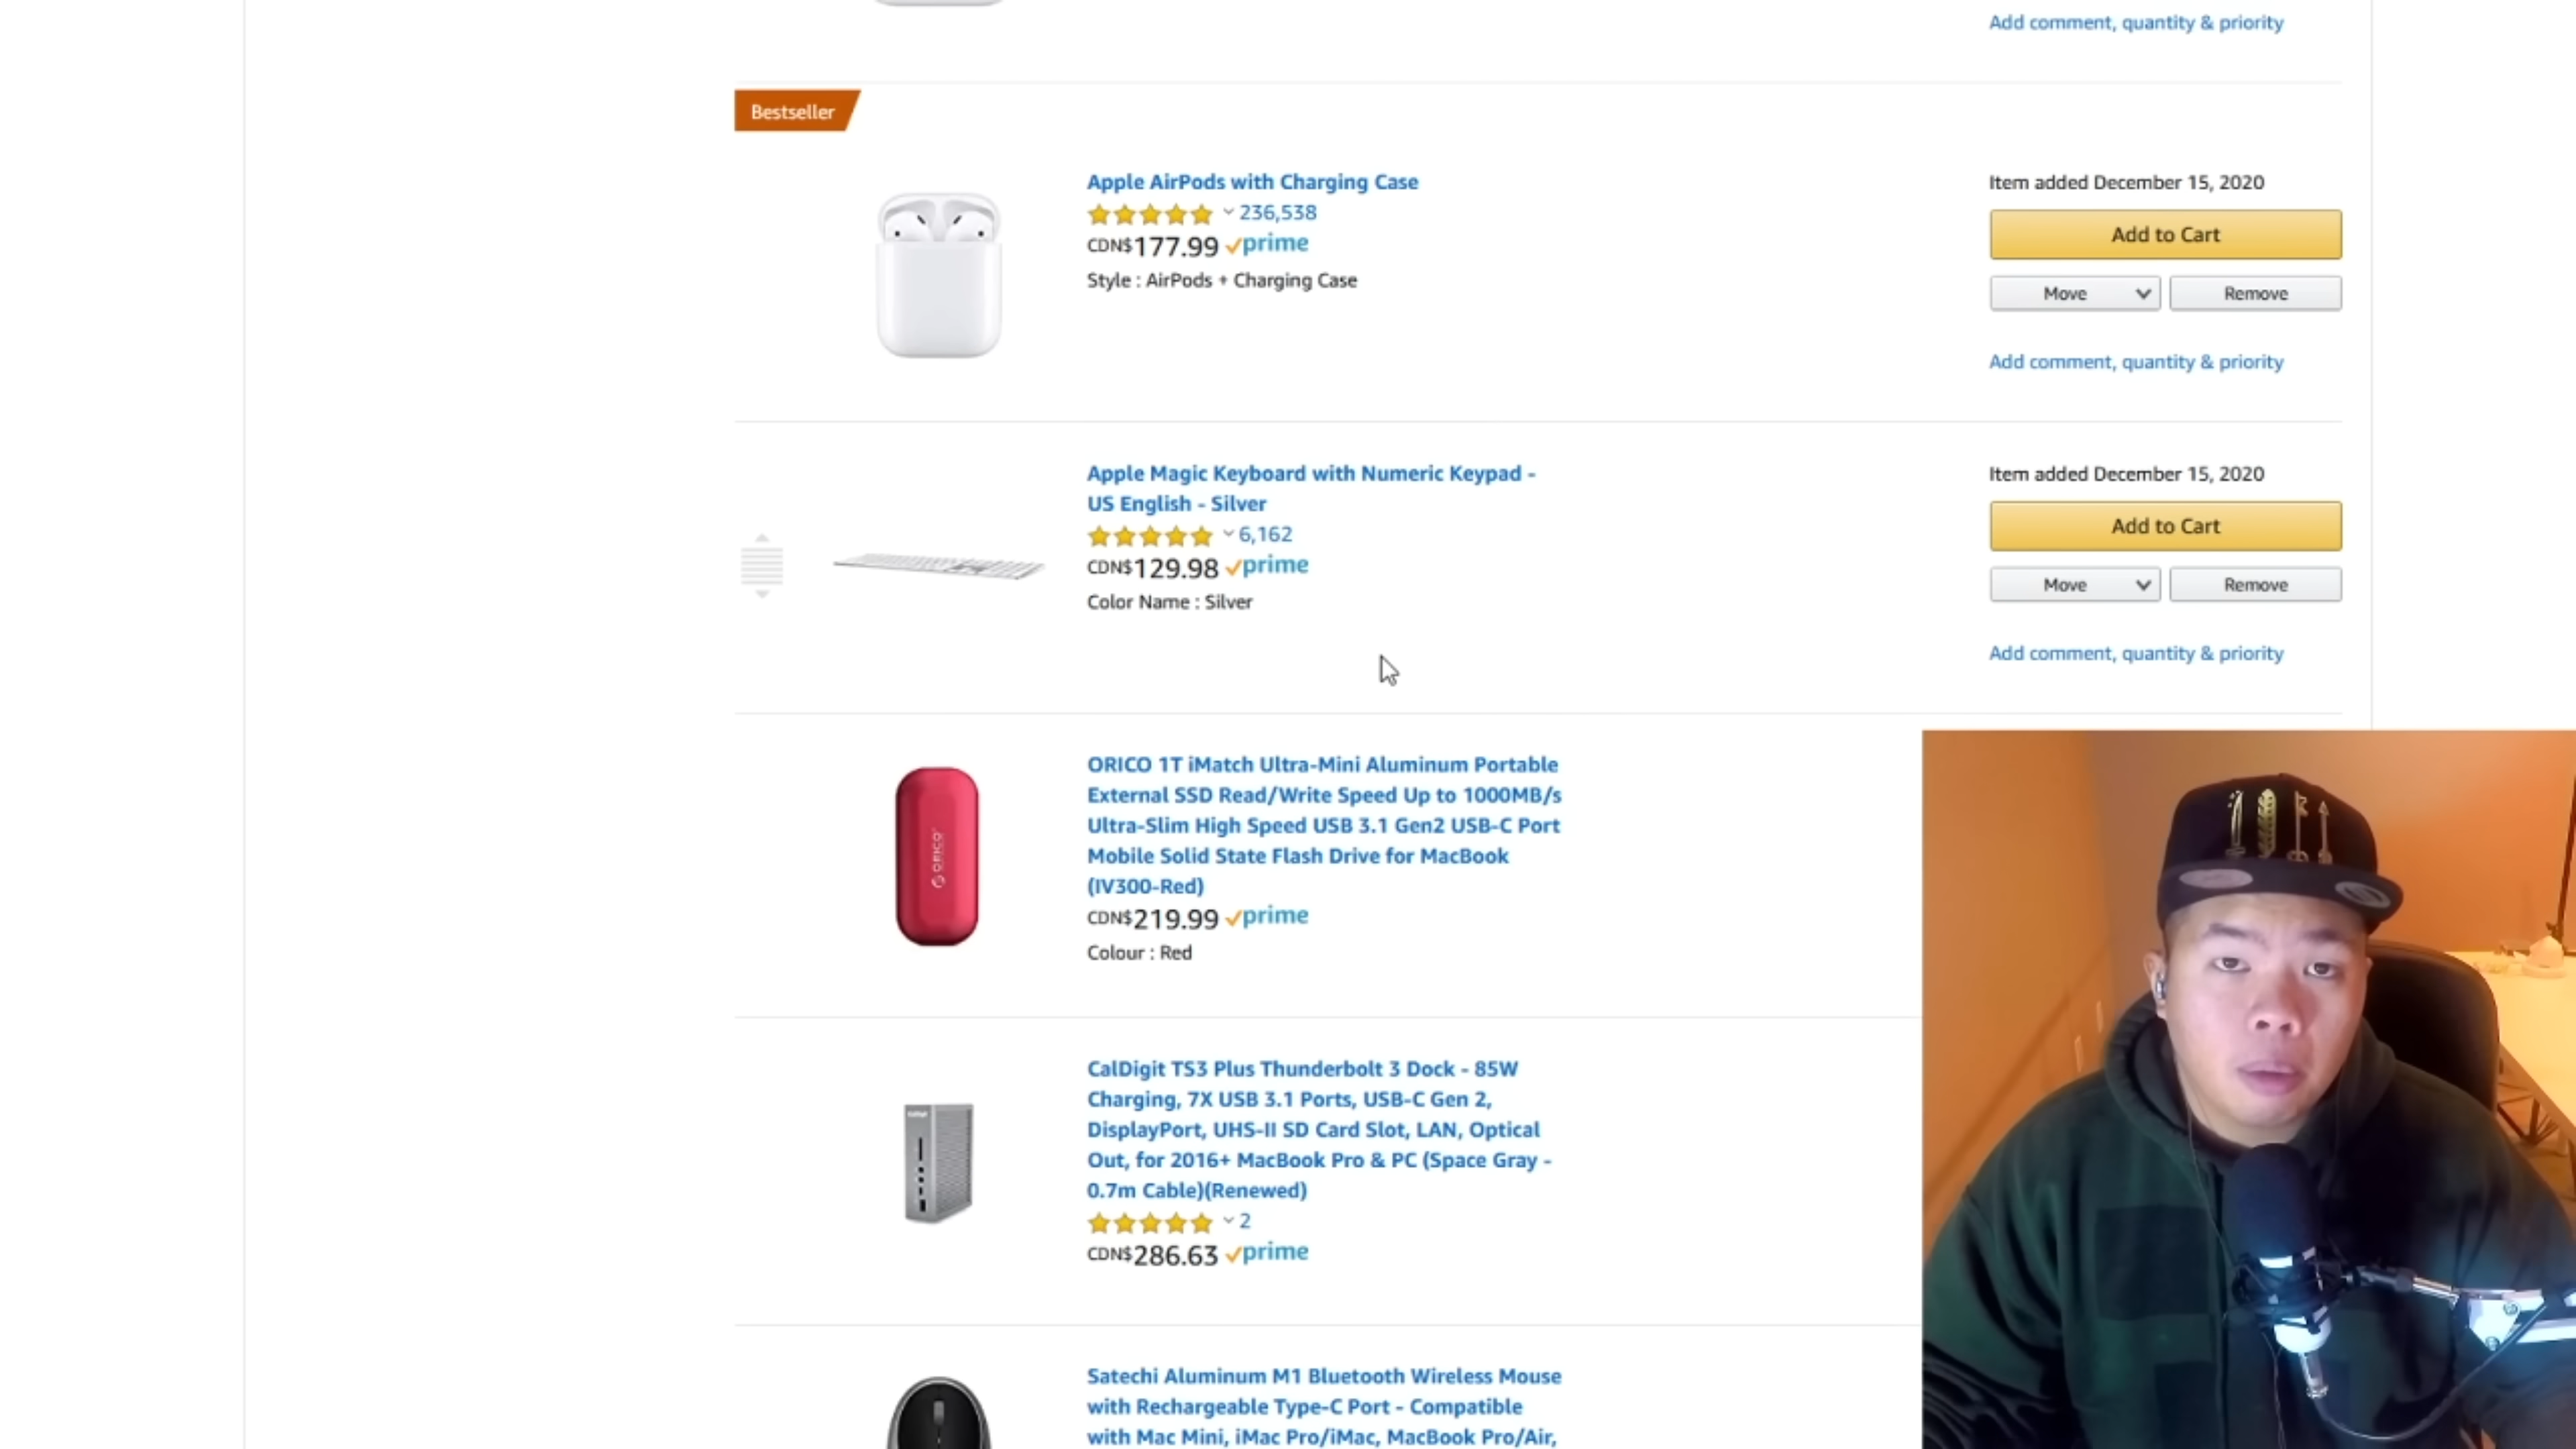 Add comment, quantity & priority
Bestseller
Apple AirPods with Charging Case
236,538
CDN$ 177.99 prime
Style : AirPods + Charging Case
Item added December 15, 2020
Add to Cart
Move
Remove
Add comment, quantity & priority
Apple Magic Keyboard with Numeric Keypad -
US English - Silver
6,162
CDN$ 129.98 prime
Color Name : Silver
Item added December 15, 2020
Add to Cart
Move
Remove
Add comment, quantity & priority
ORICO
ORICO 1T iMatch Ultra-Mini Aluminum Portable
External SSD Read/Write Speed Up to 1000MB/s
Ultra-Slim High Speed USB 3.1 Gen2 USB-C Port
Mobile Solid State Flash Drive for MacBook
(IV300-Red)
CDN$ 219.99 prime
Colour : Red
CalDigit TS3 Plus Thunderbolt 3 Dock - 85W
Charging, 7X USB 3.1 Ports, USB-C Gen 2,
DisplayPort, UHS-II SD Card Slot, LAN, Optical
Out, for 2016+ MacBook Pro & PC (Space Gray -
0.7m Cable)(Renewed)
2
CDN$ 286.63 prime
Satechi Aluminum M1 Bluetooth Wireless Mouse
with Rechargeable Type-C Port - Compatible
with Mac Mini, iMac Pro/iMac, MacBook Pro/Air,